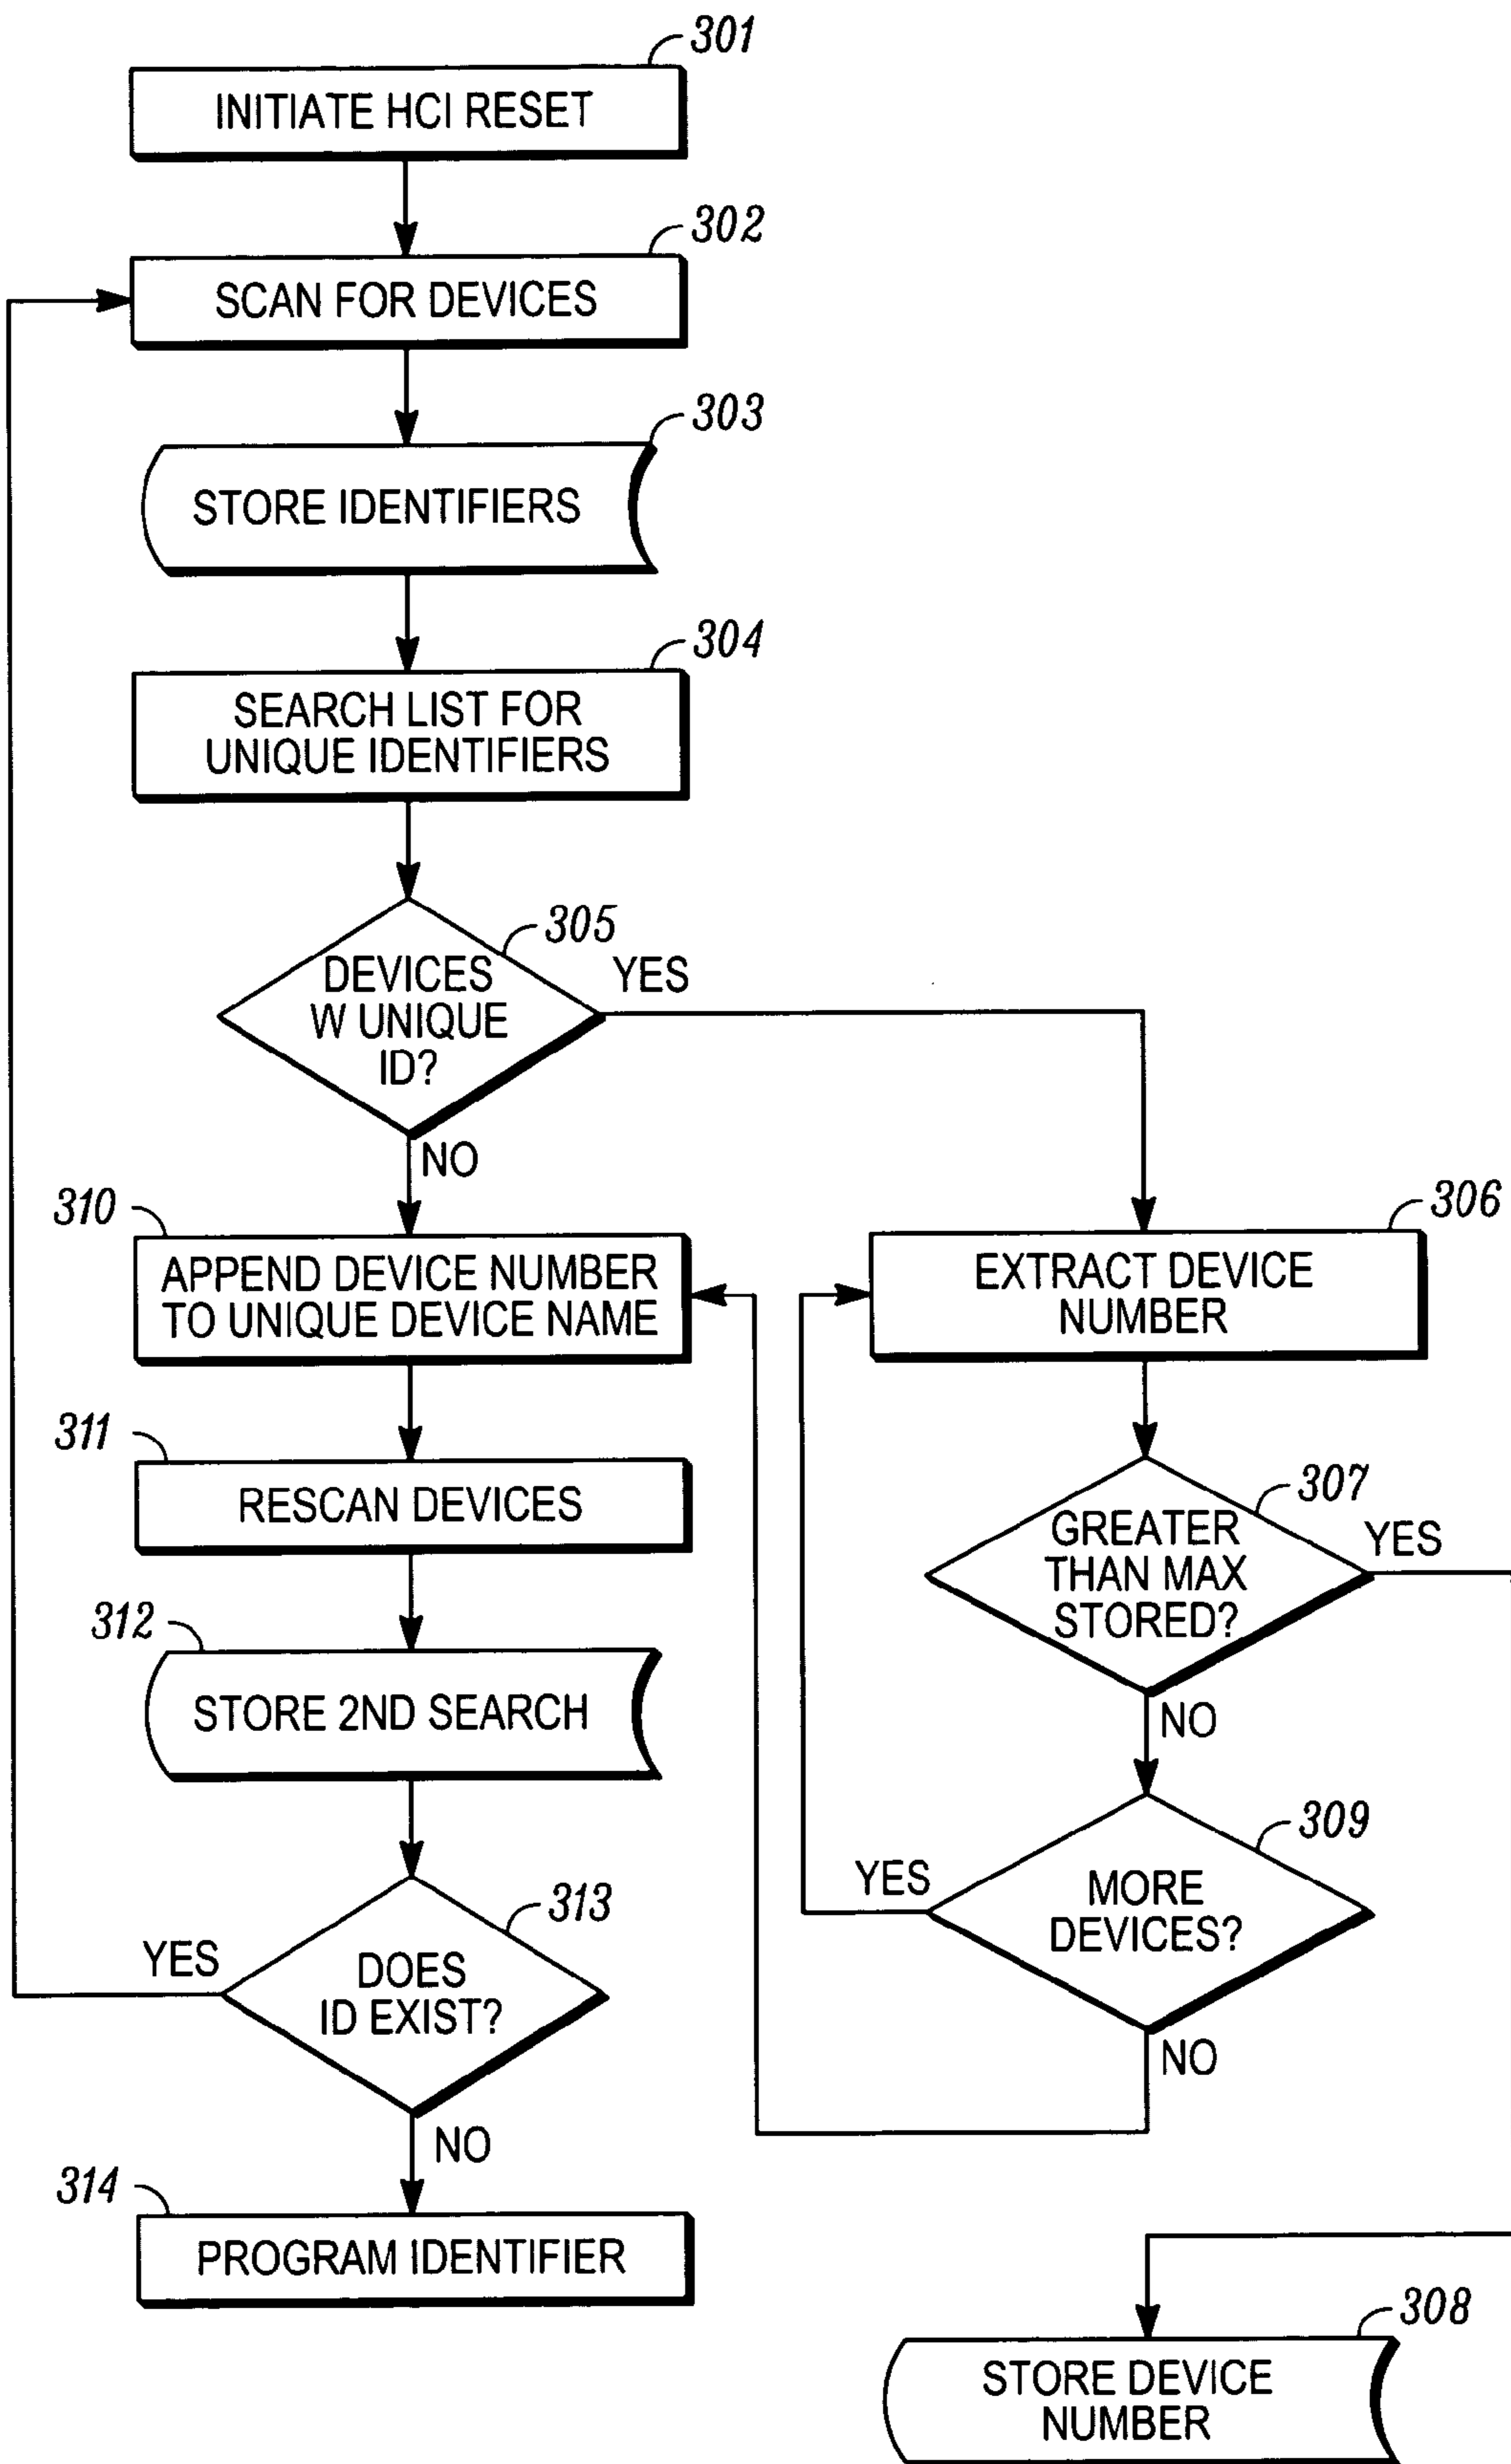 301
INITIATE HCI RESET
302
SCAN FOR DEVICES
303
STORE IDENTIFIERS
304
SEARCH LIST FOR
UNIQUE IDENTIFIERS
305
DEVICES
W UNIQUE
ID?
YES
NO
310
APPEND DEVICE NUMBER
TO UNIQUE DEVICE NAME
306
EXTRACT DEVICE
NUMBER
311
RESCAN DEVICES
307
GREATER
THAN MAX
STORED?
YES
NO
312
STORE 2ND SEARCH
309
MORE
DEVICES?
YES
NO
313
DOES
ID EXIST?
YES
NO
314
PROGRAM IDENTIFIER
308
STORE DEVICE
NUMBER